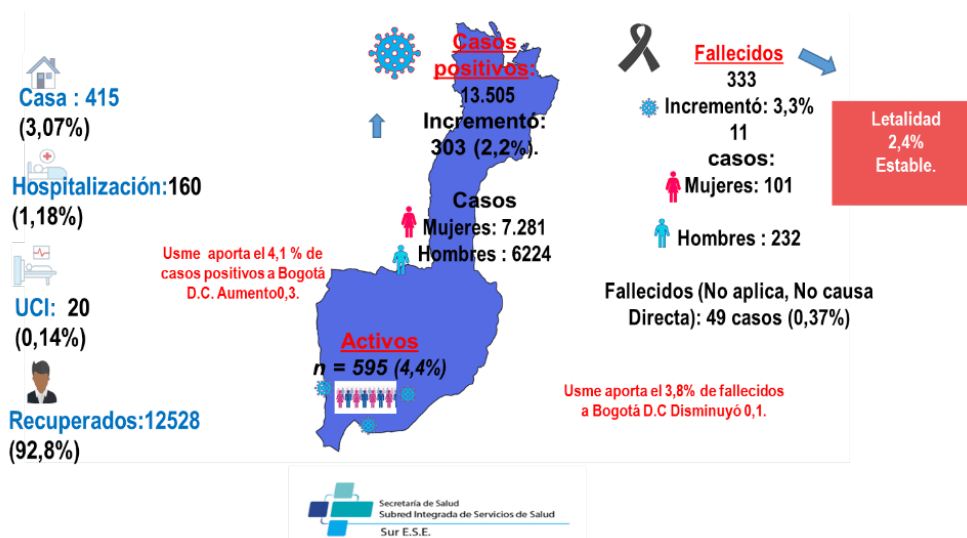 Casa : 415
(3,07%)
Hospitalización:160
(1,18%)
UCI: 20
(0,14%)
Recuperados:12528
(92,8%)
Casos
positivos:
13.505
Incrementó:
303 (2,2%).
Casos
Mujeres: 7.281
Hombres : 6224
Usme aporta el 4,1 % de
casos positivos a Bogotá
D.C. Aumento0,3.
Activos
n = 595 (4,4%)
Fallecidos
333
Incrementó: 3,3%
11
casos:
Mujeres: 101
Hombres : 232
Fallecidos (No aplica, No causa
Directa): 49 casos (0,37%)
Letalidad
2,4%
Estable.
Usme aporta el 3,8% de fallecidos
a Bogotá D.C Disminuyó 0,1.
Secretaría de Salud
Subred Integrada de Servicios de Salud
Sur E.S.E.